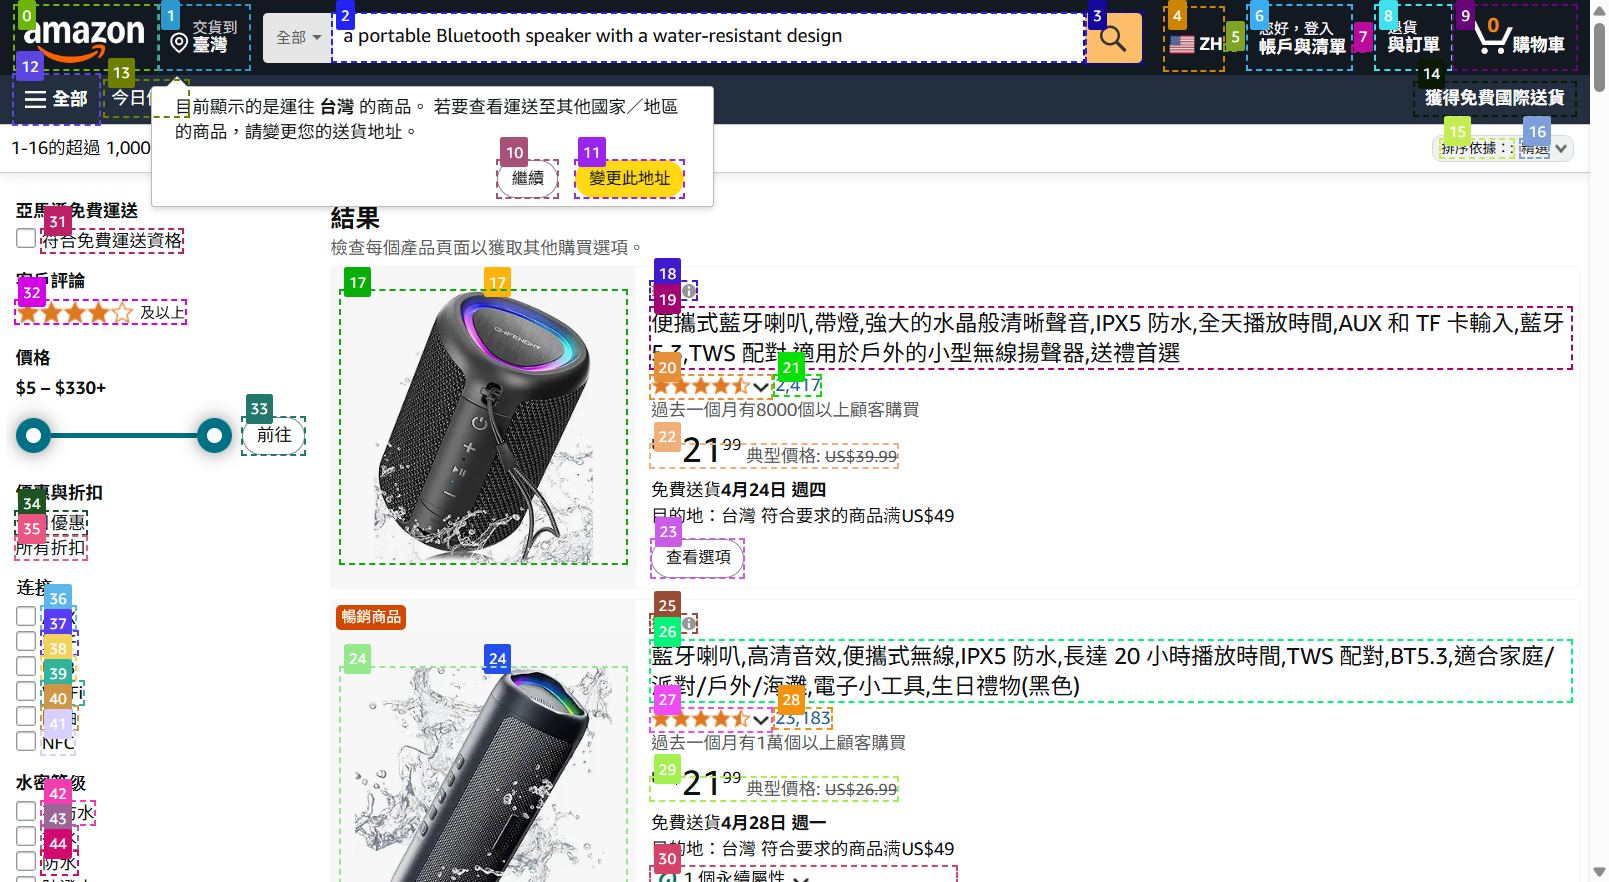 amazon
交貨到
臺灣
全部
a portable Bluetooth speaker with a water-resistant design
ZH
您好，登入
帳戶與清單
退貨
與訂單
0
購物車
全部
今日
獲得免費國際送貨
目前顯示的是運往 台灣 的商品。 若要查看運送至其他國家／地區
的商品，請變更您的送貨地址。
繼續
變更此地址
1-16的超過 1,000
排序依據：:
精選
亞馬遜免費運送
符合免費運送資格
客戶評論
及以上
價格
$5 – $330+
前往
優惠與折扣
優惠
所有折扣
连接
Fi
NFC
水密等级
防水
防水
結果
檢查每個產品頁面以獲取其他購買選項。
便攜式藍牙喇叭,帶燈,強大的水晶般清晰聲音,IPX5 防水,全天播放時間,AUX 和 TF 卡輸入,藍牙
5.3,TWS 配對,適用於戶外的小型無線揚聲器,送禮首選
2,417
過去一個月有8000個以上顧客購買
21 99 典型價格: US$39.99
免費送貨4月24日 週四
目的地：台灣 符合要求的商品满US$49
查看選項
暢銷商品
藍牙喇叭,高清音效,便攜式無線,IPX5 防水,長達 20 小時播放時間,TWS 配對,BT5.3,適合家庭/
派對/戶外/海灘,電子小工具,生日禮物(黑色)
23,183
過去一個月有1萬個以上顧客購買
21 99 典型價格: US$26.99
免費送貨4月28日 週一
目的地：台灣 符合要求的商品满US$49
1 個永續屬性
0
1
2
3
4
5
6
7
8
9
10
11
12
13
14
15
16
17
17
18
19
20
21
22
23
24
24
25
26
27
28
29
30
31
32
33
34
35
36
37
38
39
40
41
42
43
44